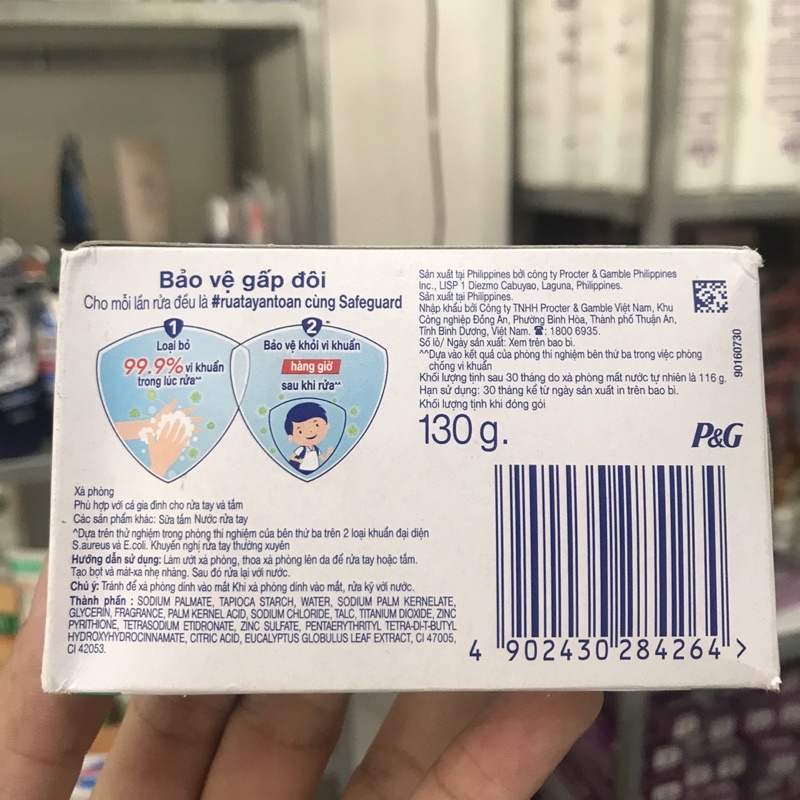 Bảo vệ gấp đôi
Cho mỗi lần rửa đều là #ruatayantoan cùng Safeguard
1
Loại bỏ
99.9% vi khuẩn
trong lúc rửa^^
2
Bảo vệ khỏi vi khuẩn
hàng giờ
sau khi rửa^^
Xà phòng
Phù hợp với cả gia đình cho rửa tay và tắm
Các sản phẩm khác: Sữa tắm Nước rửa tay
^Dựa trên thử nghiệm trong phòng thí nghiệm của bên thứ ba trên 2 loại khuẩn đại diện
S.aureus và E.coli. Khuyến nghị rửa tay thường xuyên
Hướng dẫn sử dụng: Làm ướt xà phòng, thoa xà phòng lên da để rửa tay hoặc tắm.
Tạo bọt và mát-xa nhẹ nhàng. Sau đó rửa lại với nước.
Chú ý: Tránh để xà phòng dính vào mắt Khi xà phòng dính vào mắt, rửa kỹ với nước.
Thành phần : SODIUM PALMATE, TAPIOCA STARCH, WATER, SODIUM PALM KERNELATE,
GLYCERIN, FRAGRANCE, PALM KERNEL ACID, SODIUM CHLORIDE, TALC, TITANIUM DIOXIDE, ZINC
PYRITHIONE, TETRASODIUM ETIDRONATE, ZINC SULFATE, PENTAERYTHRITYL TETRA-DI-T-BUTYL
HYDROXYHYDROCINNAMATE, CITRIC ACID, EUCALYPTUS GLOBULUS LEAF EXTRACT, CI 47005,
CI 42053.
Sản xuất tại Philippines bởi công ty Procter & Gamble Philippines
Inc., LISP 1 Diezmo Cabuyao, Laguna, Philippines.
Sản xuất tại Philippines.
Nhập khẩu bởi Công ty TNHH Procter & Gamble Việt Nam, Khu
Công nghiệp Đồng An, Phường Bình Hòa, Thành phố Thuận An,
Tỉnh Bình Dương, Việt Nam. ☎: 1800 6935.
Số lô/ Ngày sản xuất: Xem trên bao bì.
^^Dựa vào kết quả của phòng thí nghiệm bên thứ ba trong việc phòng
chống vi khuẩn
Khối lượng tịnh sau 30 tháng do xà phòng mất nước tự nhiên là 116 g.
Hạn sử dụng: 30 tháng kể từ ngày sản xuất in trên bao bì.
Khối lượng tịnh khi đóng gói
130 g.
P&G
90160730
4 902430 284264 >